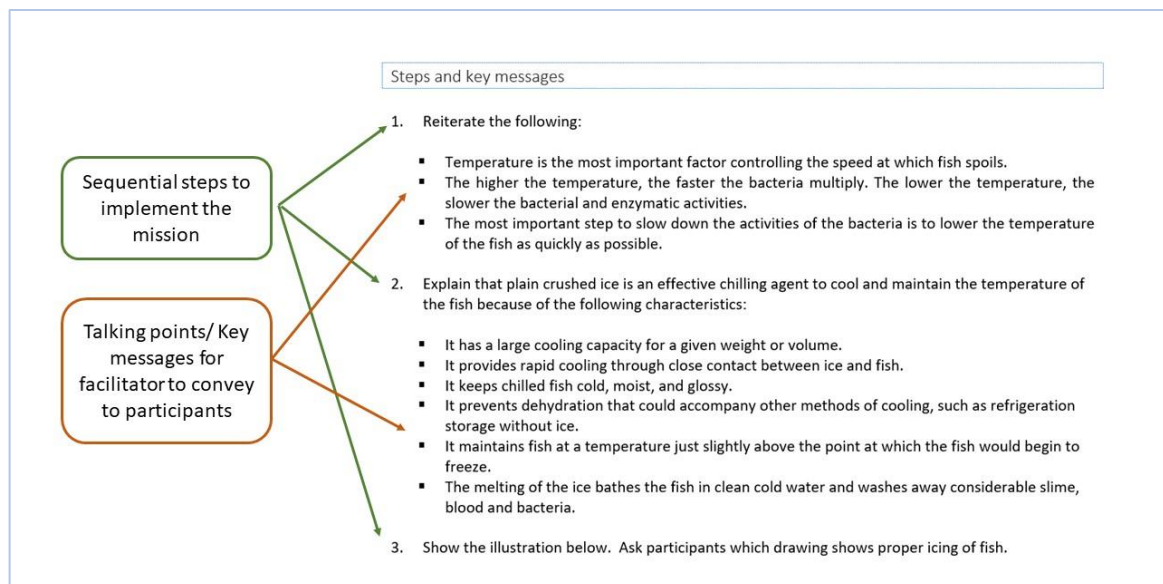 Steps and key messages
1. Reiterate the following:
▪ Temperature is the most important factor controlling the speed at which fish spoils.
▪ The higher the temperature, the faster the bacteria multiply. The lower the temperature, the
slower the bacterial and enzymatic activities.
▪ The most important step to slow down the activities of the bacteria is to lower the temperature
of the fish as quickly as possible.
Sequential steps to
implement the
mission
2. Explain that plain crushed ice is an effective chilling agent to cool and maintain the temperature of
the fish because of the following characteristics:
Talking points/ Key
messages for
facilitator to convey
to participants
▪ It has a large cooling capacity for a given weight or volume.
▪ It provides rapid cooling through close contact between ice and fish.
▪ It keeps chilled fish cold, moist, and glossy.
▪ It prevents dehydration that could accompany other methods of cooling, such as refrigeration
storage without ice.
▪ It maintains fish at a temperature just slightly above the point at which the fish would begin to
freeze.
▪ The melting of the ice bathes the fish in clean cold water and washes away considerable slime,
blood and bacteria.
3. Show the illustration below. Ask participants which drawing shows proper icing of fish.